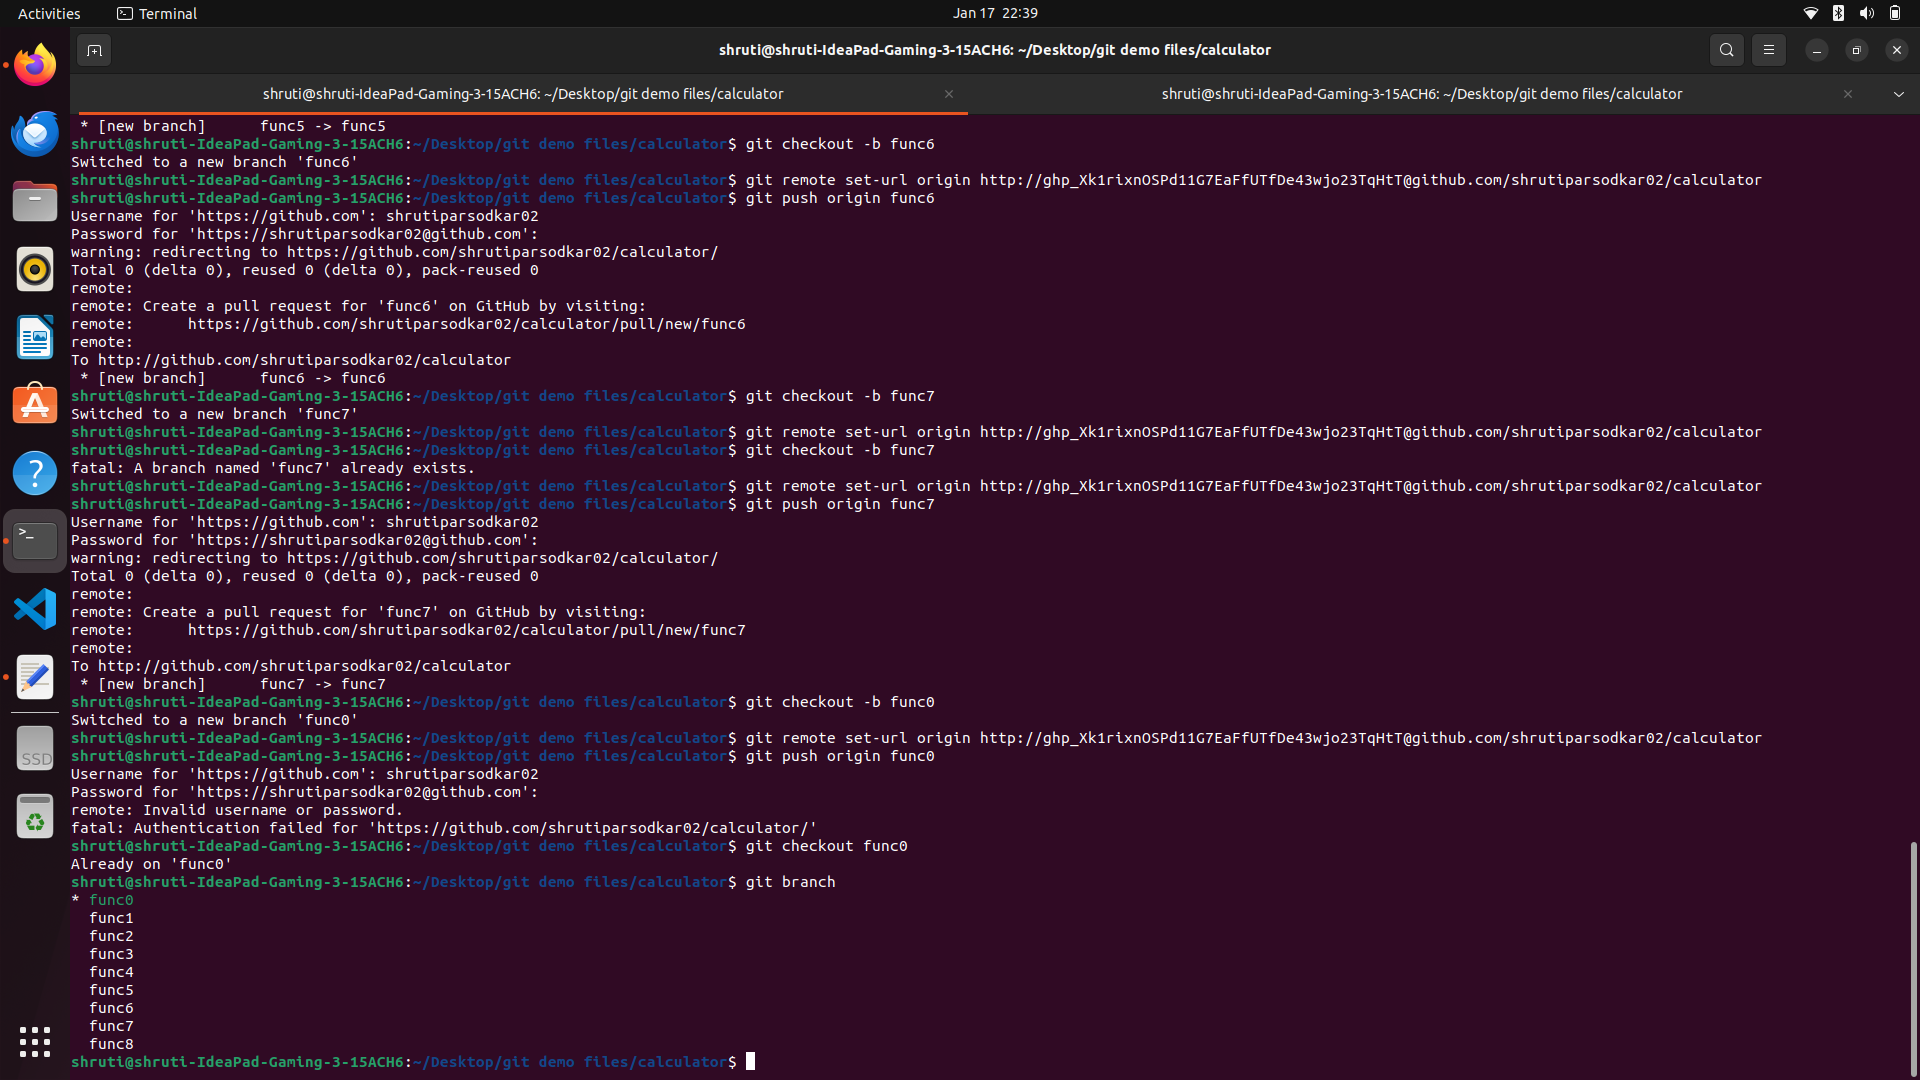 Activities
Terminal
Jan 17 22:39
shruti@shruti-IdeaPad-Gaming-3-15ACH6: ~/Desktop/git demo files/calculator
shruti@shruti-IdeaPad-Gaming-3-15ACH6: ~/Desktop/git demo files/calculator
shruti@shruti-IdeaPad-Gaming-3-15ACH6: ~/Desktop/git demo files/calculator
 * [new branch]      func5 -> func5
shruti@shruti-IdeaPad-Gaming-3-15ACH6:~/Desktop/git demo files/calculator$ git checkout -b func6
Switched to a new branch 'func6'
shruti@shruti-IdeaPad-Gaming-3-15ACH6:~/Desktop/git demo files/calculator$ git remote set-url origin http://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@github.com/shrutiparsodkar02/calculator
shruti@shruti-IdeaPad-Gaming-3-15ACH6:~/Desktop/git demo files/calculator$ git push origin func6
Username for 'https://github.com': shrutiparsodkar02
Password for 'https://shrutiparsodkar02@github.com':
warning: redirecting to https://github.com/shrutiparsodkar02/calculator/
Total 0 (delta 0), reused 0 (delta 0), pack-reused 0
remote:
remote: Create a pull request for 'func6' on GitHub by visiting:
remote:      https://github.com/shrutiparsodkar02/calculator/pull/new/func6
remote:
To http://github.com/shrutiparsodkar02/calculator
 * [new branch]      func6 -> func6
shruti@shruti-IdeaPad-Gaming-3-15ACH6:~/Desktop/git demo files/calculator$ git checkout -b func7
Switched to a new branch 'func7'
shruti@shruti-IdeaPad-Gaming-3-15ACH6:~/Desktop/git demo files/calculator$ git remote set-url origin http://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@github.com/shrutiparsodkar02/calculator
shruti@shruti-IdeaPad-Gaming-3-15ACH6:~/Desktop/git demo files/calculator$ git checkout -b func7
fatal: A branch named 'func7' already exists.
shruti@shruti-IdeaPad-Gaming-3-15ACH6:~/Desktop/git demo files/calculator$ git remote set-url origin http://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@github.com/shrutiparsodkar02/calculator
shruti@shruti-IdeaPad-Gaming-3-15ACH6:~/Desktop/git demo files/calculator$ git push origin func7
Username for 'https://github.com': shrutiparsodkar02
Password for 'https://shrutiparsodkar02@github.com':
warning: redirecting to https://github.com/shrutiparsodkar02/calculator/
Total 0 (delta 0), reused 0 (delta 0), pack-reused 0
remote:
remote: Create a pull request for 'func7' on GitHub by visiting:
remote:      https://github.com/shrutiparsodkar02/calculator/pull/new/func7
remote:
To http://github.com/shrutiparsodkar02/calculator
 * [new branch]      func7 -> func7
shruti@shruti-IdeaPad-Gaming-3-15ACH6:~/Desktop/git demo files/calculator$ git checkout -b func0
Switched to a new branch 'func0'
shruti@shruti-IdeaPad-Gaming-3-15ACH6:~/Desktop/git demo files/calculator$ git remote set-url origin http://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@github.com/shrutiparsodkar02/calculator
shruti@shruti-IdeaPad-Gaming-3-15ACH6:~/Desktop/git demo files/calculator$ git push origin func0
Username for 'https://github.com': shrutiparsodkar02
Password for 'https://shrutiparsodkar02@github.com':
remote: Invalid username or password.
fatal: Authentication failed for 'https://github.com/shrutiparsodkar02/calculator/'
shruti@shruti-IdeaPad-Gaming-3-15ACH6:~/Desktop/git demo files/calculator$ git checkout func0
Already on 'func0'
shruti@shruti-IdeaPad-Gaming-3-15ACH6:~/Desktop/git demo files/calculator$ git branch
* func0
  func1
  func2
  func3
  func4
  func5
  func6
  func7
  func8
shruti@shruti-IdeaPad-Gaming-3-15ACH6:~/Desktop/git demo files/calculator$
SSD